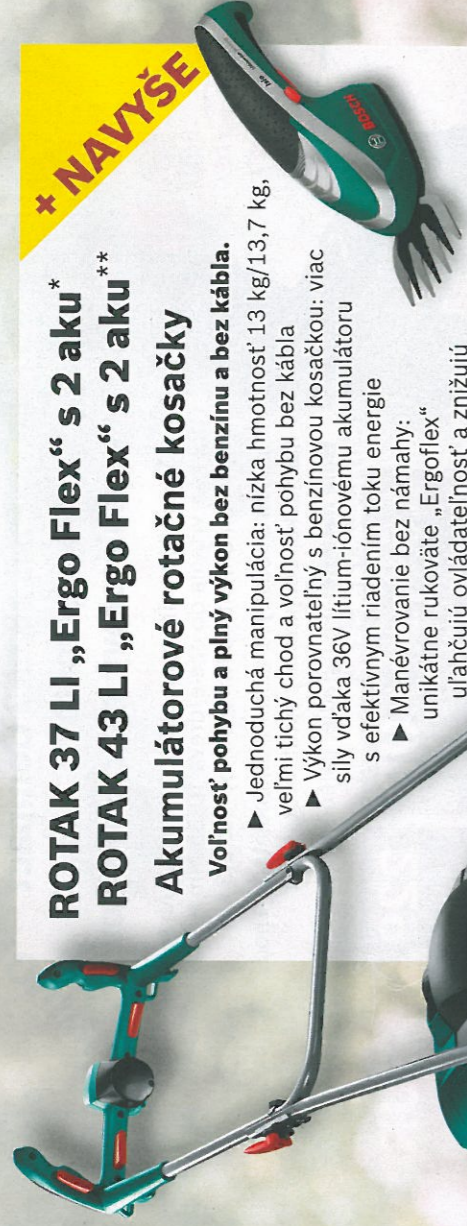 + NAVYŠE
ROTAK 37 LI „Ergo Flex“ s 2 aku*
ROTAK 43 LI „Ergo Flex“ s 2 aku**
Akumulátorové rotačné kosačky
Voľnosť pohybu a plný výkon bez benzínu a bez kábla.
► Jednoduchá manipulácia: nízka hmotnosť 13 kg/13,7 kg,
veľmi tichý chod a voľnosť pohybu bez kábla
► Výkon porovnateľný s benzínovou kosačkou: viac
sily vďaka 36V lítium-iónovému akumulátoru
s efektívnym riadením toku energie
► Manévrovanie bez námahy:
unikátne rukoväte „Ergoflex“
uľahčujú ovládateľnosť a znižujú
BOSCH